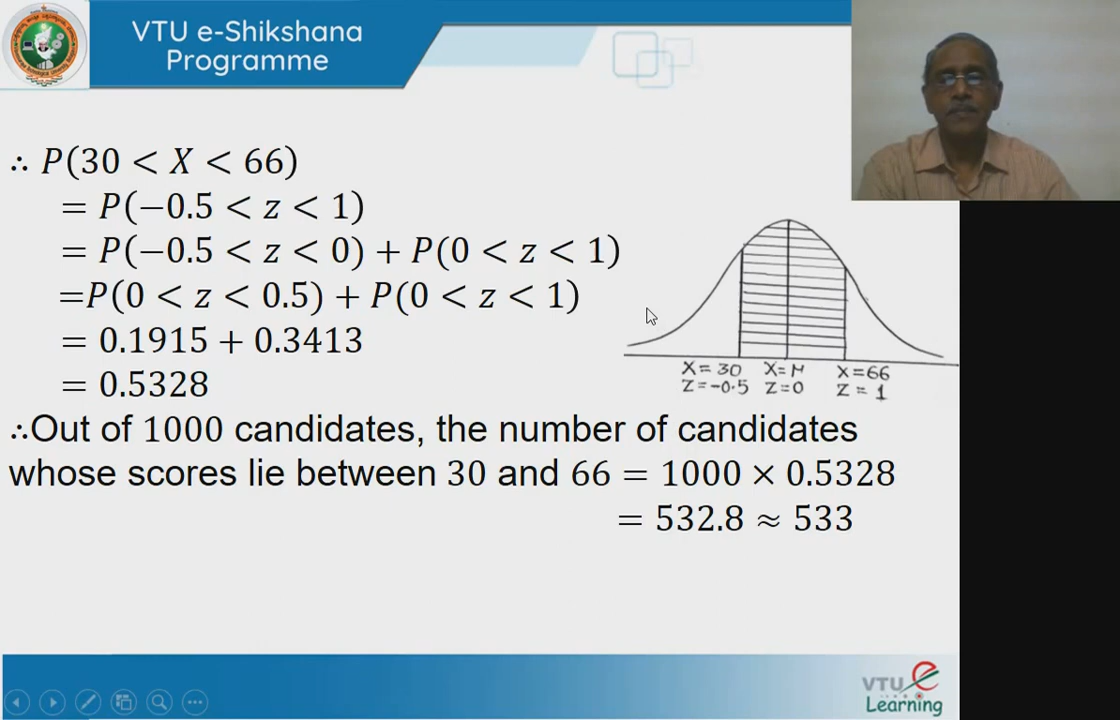 VTU e-Shikshana
Programme
∴ P(30 < X < 66)
= P(−0.5 < z < 1)
= P(−0.5 < z < 0) + P(0 < z < 1)
=P(0 < z < 0.5) + P(0 < z < 1)
= 0.1915 + 0.3413
= 0.5328
X=30 X=μ X=66
Z=-0.5 Z=0 Z=1
∴Out of 1000 candidates, the number of candidates
whose scores lie between 30 and 66 = 1000 × 0.5328
= 532.8 ≈ 533
VTU e
Learning